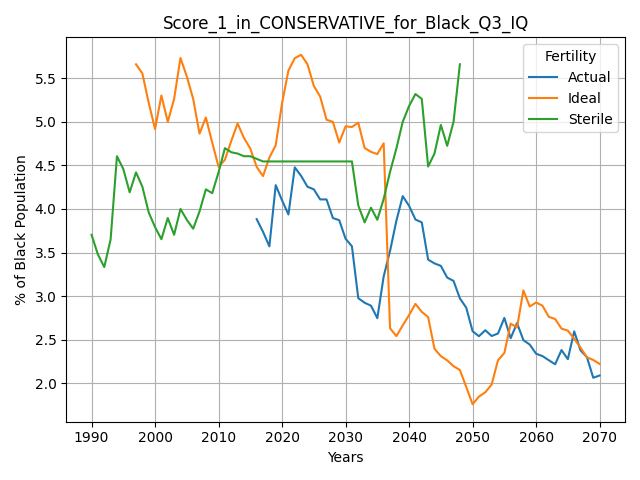 Score_1_in_CONSERVATIVE_for_Black_Q3_IQ
Fertility
Actual
Ideal
Sterile
% of Black Population
5.5
5.0
4.5
4.0
3.5
3.0
2.5
2.0
1990 2000 2010 2020 2030 2040 2050 2060 2070
Years